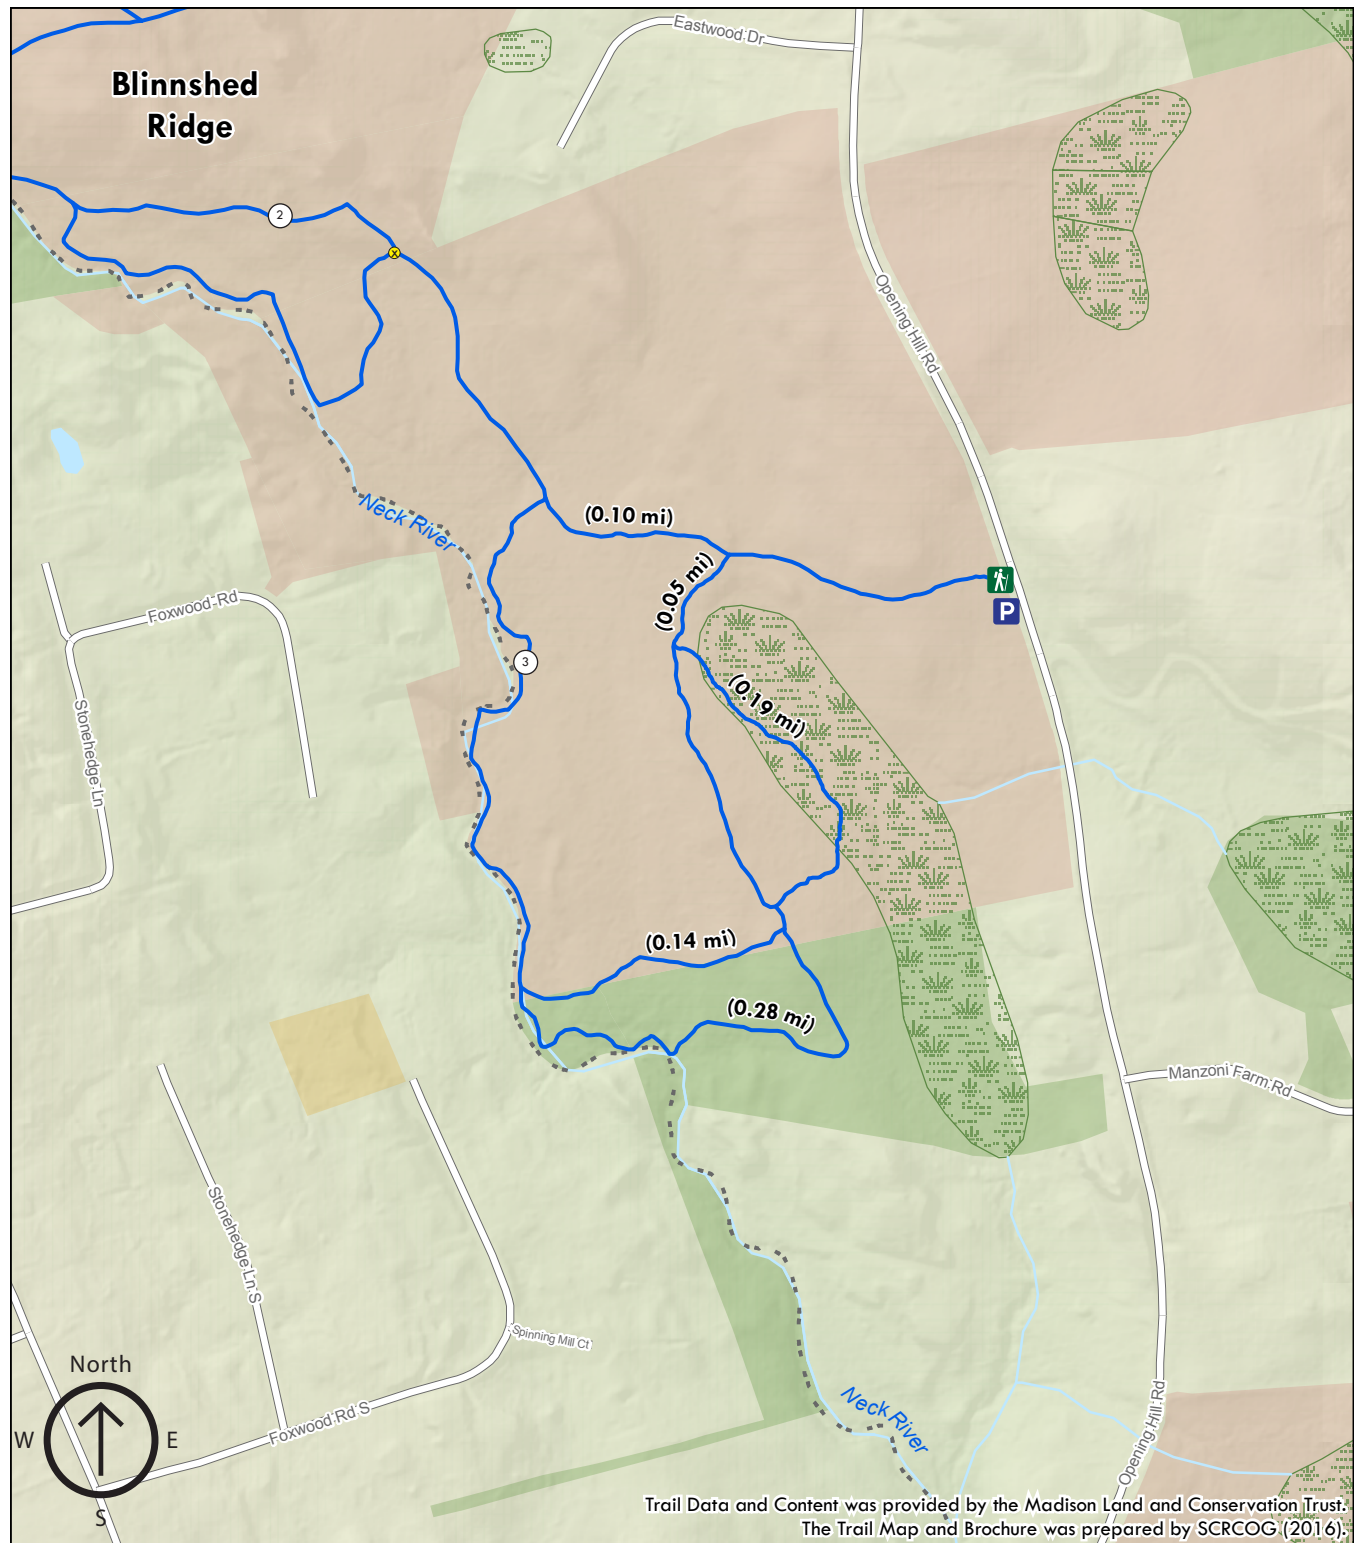 Eastwood Dr
Blinnshed
Ridge
2
x
Opening Hill Rd
Neck River
(0.10 mi)
(0.05 mi)
P
Foxwood Rd
3
(0.19 mi)
Stonehedge Ln
(0.14 mi)
(0.28 mi)
Manzoni Farm Rd
Stonehedge Ln S
Spinning Mill Ct
North
W
E
S
Foxwood Rd S
Neck River
Opening Hill Rd
Trail Data and Content was provided by the Madison Land and Conservation Trust.
The Trail Map and Brochure was prepared by SCRCOG (2016).